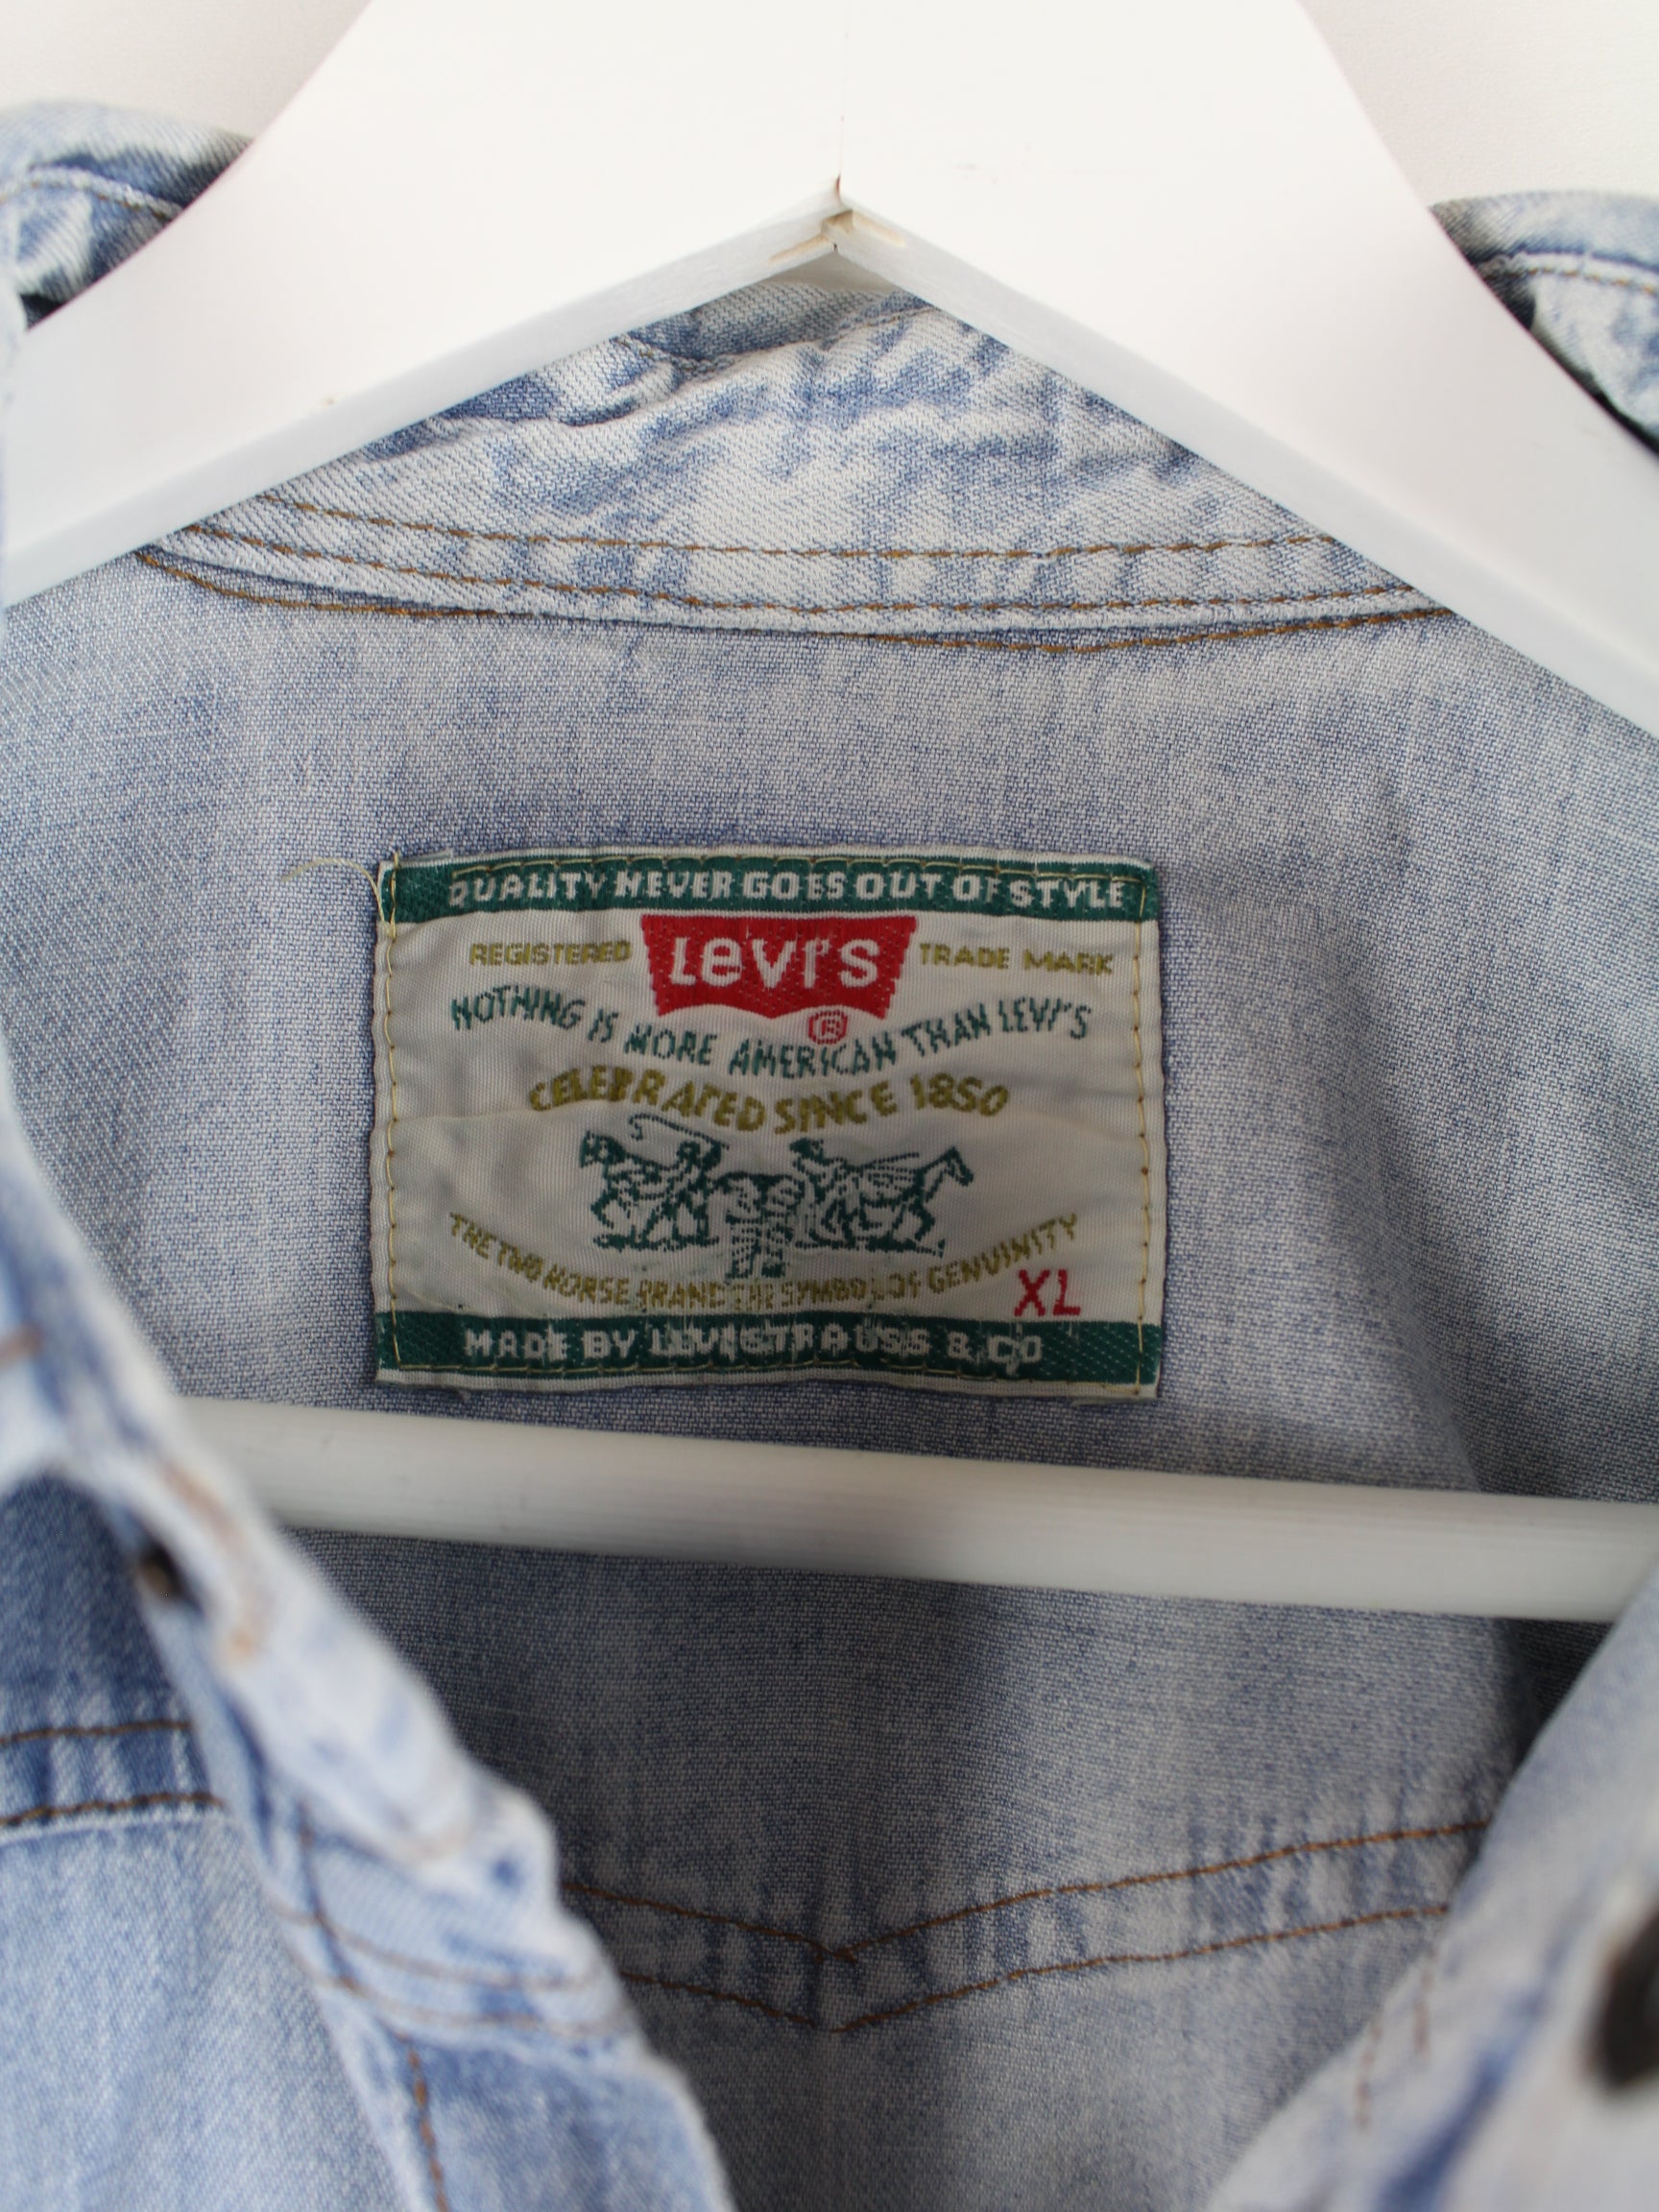 QUALITY NEVER GOES OUT OF STYLE
REGISTERED LEVI'S TRADE MARK
®
NOTHING IS MORE AMERICAN THAN LEVI'S
CELEBRATED SINCE 1850
THE TWO HORSE BRAND THE SYMBOL OF GENUINITY
XL
MADE BY LEVI STRAUSS & CO